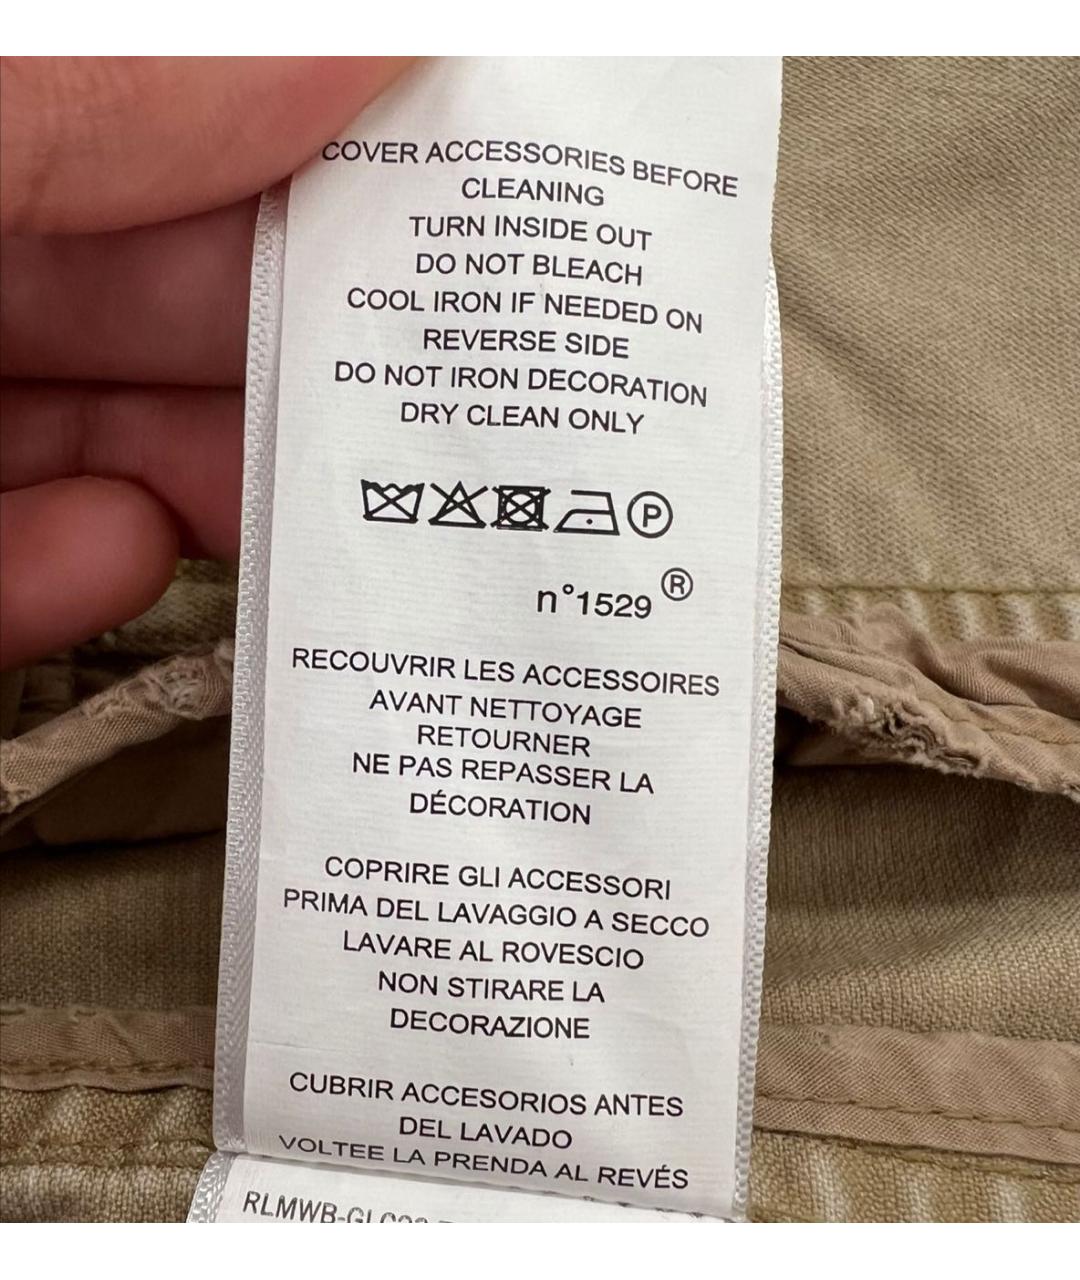 COVER ACCESSORIES BEFORE
CLEANING
TURN INSIDE OUT
DO NOT BLEACH
COOL IRON IF NEEDED ON
REVERSE SIDE
DO NOT IRON DECORATION
DRY CLEAN ONLY
P
n°1529 ®
RECOUVRIR LES ACCESSOIRES
AVANT NETTOYAGE
RETOURNER
NE PAS REPASSER LA
DÉCORATION
COPRIRE GLI ACCESSORI
PRIMA DEL LAVAGGIO A SECCO
LAVARE AL ROVESCIO
NON STIRARE LA
DECORAZIONE
CUBRIR ACCESORIOS ANTES
DEL LAVADO
VOLTEE LA PRENDA AL REVÉS